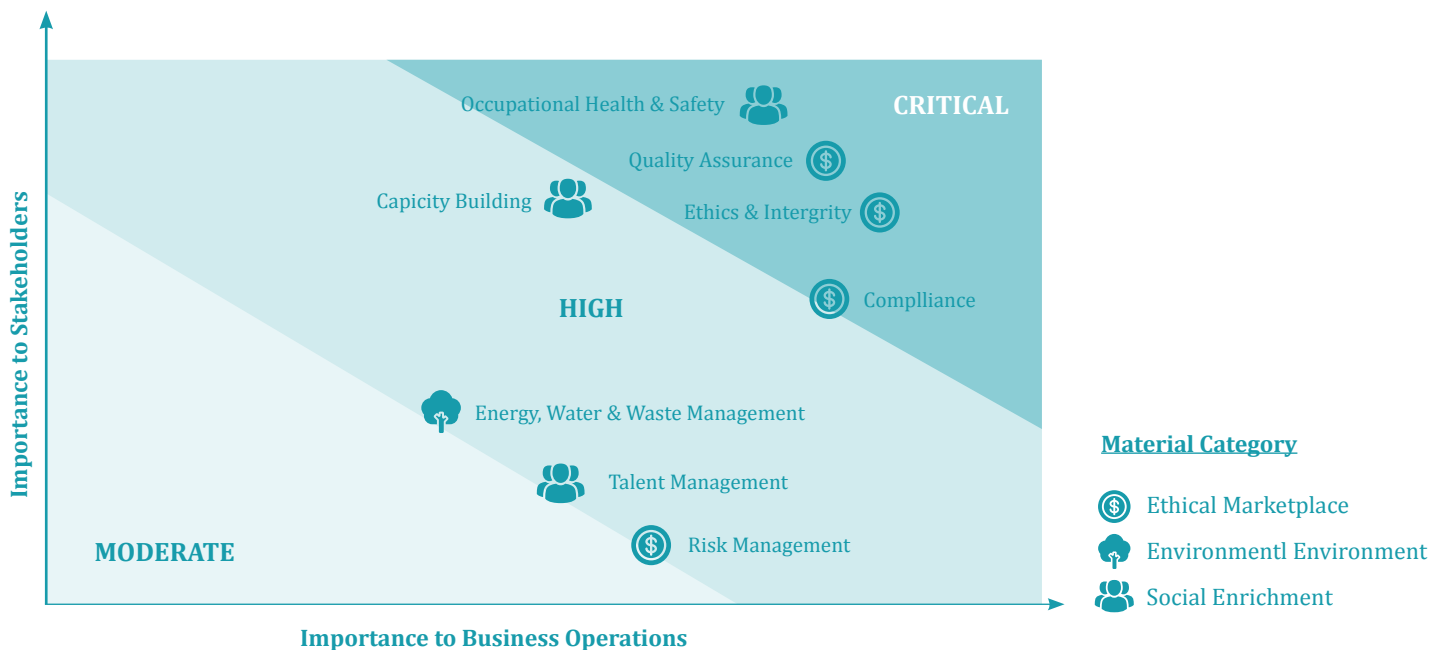 Importance to Stakeholders
Occupational Health & Safety
CRITICAL
Quality Assurance
Capicity Building
Ethics & Intergrity
Complliance
HIGH
Energy, Water & Waste Management
Talent Management
Risk Management
MODERATE
Importance to Business Operations
Material Category
Ethical Marketplace
Environmentl Environment
Social Enrichment